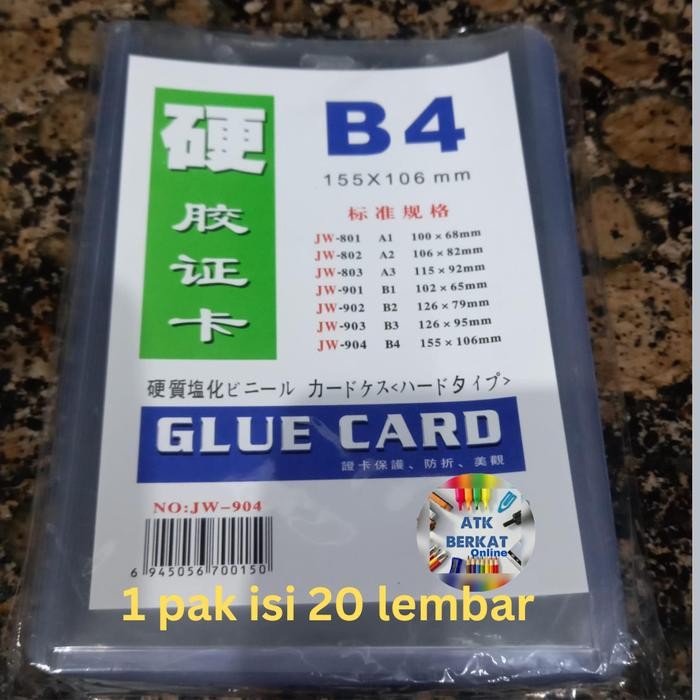 硬
胶
证
卡
B4
155X106mm
标准规格
JW-801 A1 100×68mm
JW-802 A2 106×82mm
JW-803 A3 115×92mm
JW-901 B1 102×65mm
JW-902 B2 126×79mm
JW-903 B3 126×95mm
JW-904 B4 155×106mm
硬質塩化ビニール カードケス<ハードタイプ>
GLUE CARD
證卡保護、防折、美觀
NO:JW-904
6 945056 700150
ATK
BERKAT
Online
1 pak isi 20 lembar